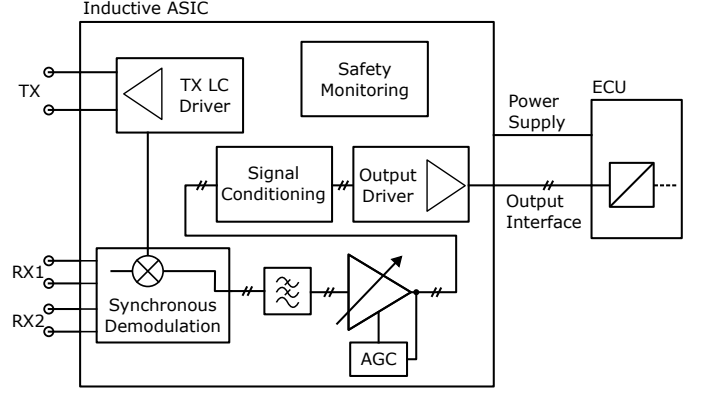 Inductive ASIC
TX
TX LC
Driver
Safety
Monitoring
Power
Supply
ECU
Signal
Conditioning
Output
Driver
Output
Interface
RX1
RX2
Synchronous
Demodulation
AGC